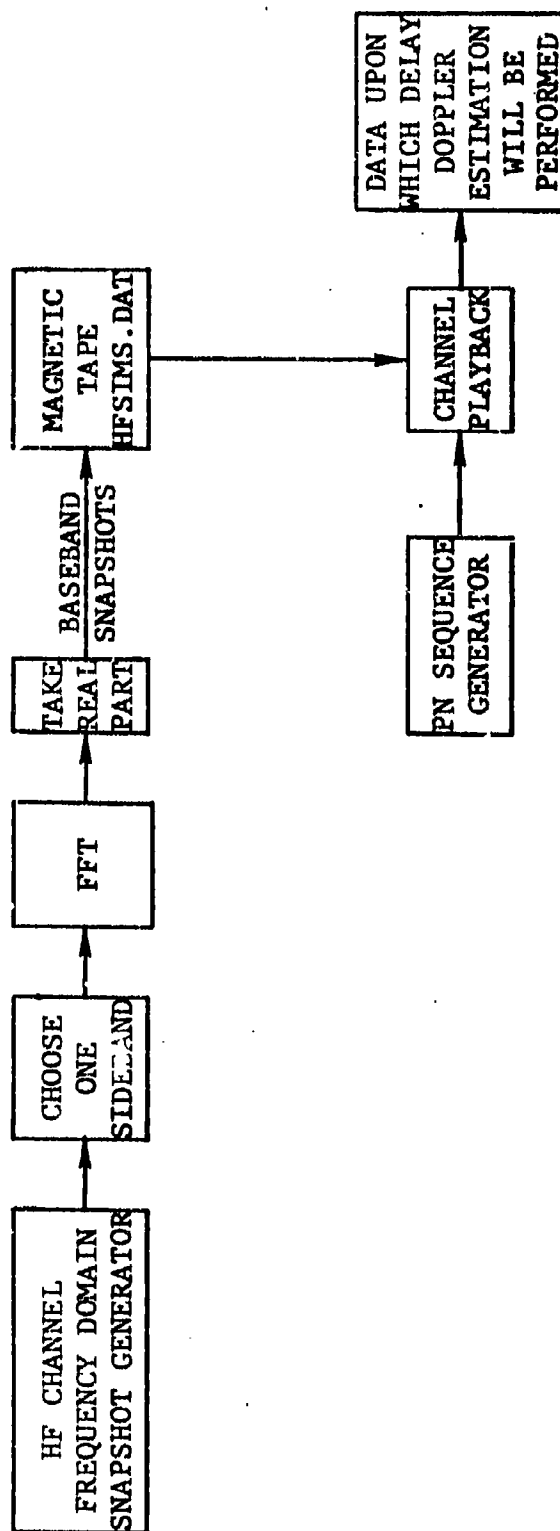 HF CHANNEL
FREQUENCY DOMAIN
SNAPSHOT GENERATOR
CHOOSE
ONE
SIDEBAND
FFT
TAKE
REAL
PART
BASEBAND
SNAPSHOTS
MAGNETIC
TAPE
HFSIMS.DAT
PN SEQUENCE
GENERATOR
CHANNEL
PLAYBACK
DATA UPON
WHICH DELAY
DOPPLER
ESTIMATION
WILL BE
PERFORMED